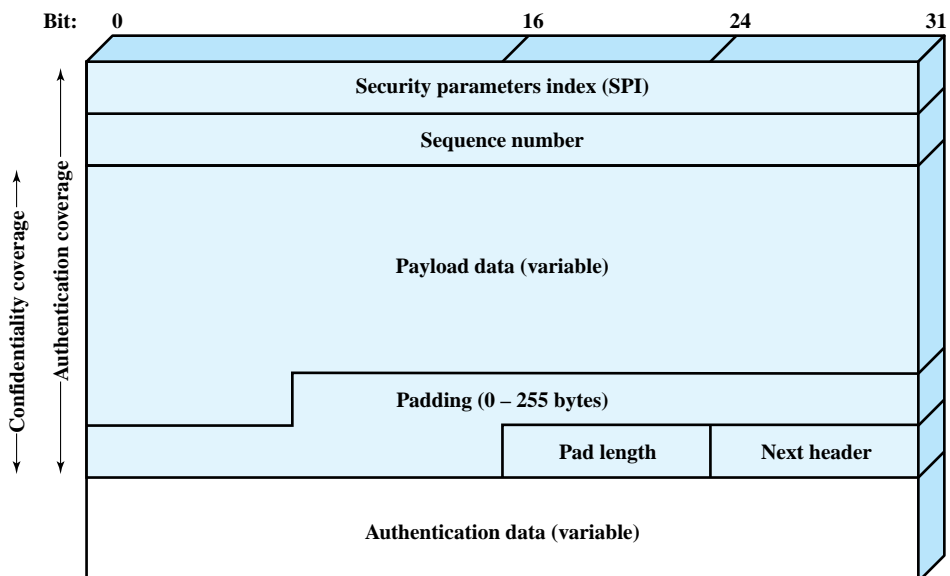 Bit: 0 16 24 31
Security parameters index (SPI)
Sequence number
Payload data (variable)
Padding (0 – 255 bytes)
Pad length
Next header
Authentication data (variable)
Confidentiality coverage
Authentication coverage